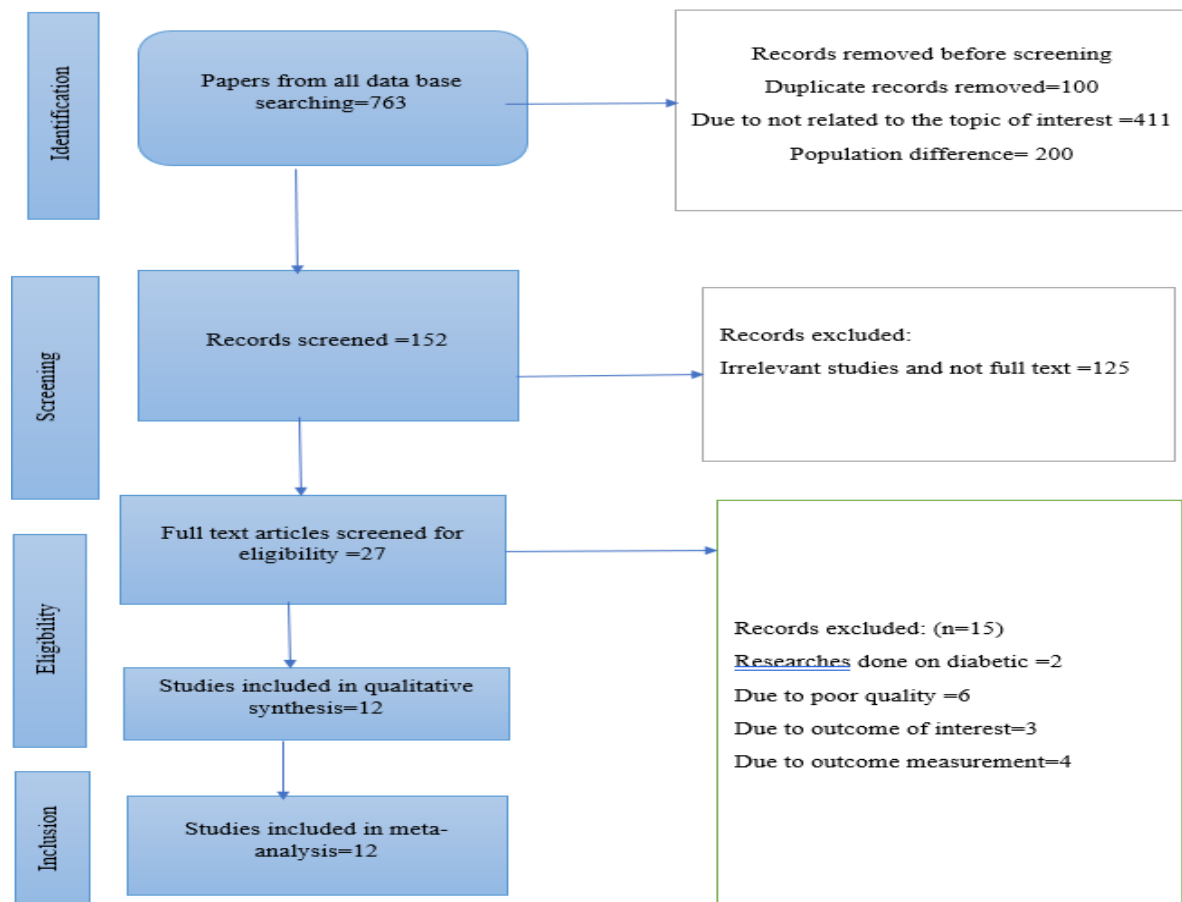 Identification
Papers from all data base
searching=763
Records removed before screening
Duplicate records removed=100
Due to not related to the topic of interest =411
Population difference= 200
Screening
Records screened =152
Records excluded:
Irrelevant studies and not full text =125
Eligibility
Full text articles screened for
eligibility =27
Records excluded: (n=15)
Researches done on diabetic =2
Due to poor quality =6
Due to outcome of interest=3
Due to outcome measurement=4
Studies included in qualitative
synthesis=12
Inclusion
Studies included in meta-
analysis=12